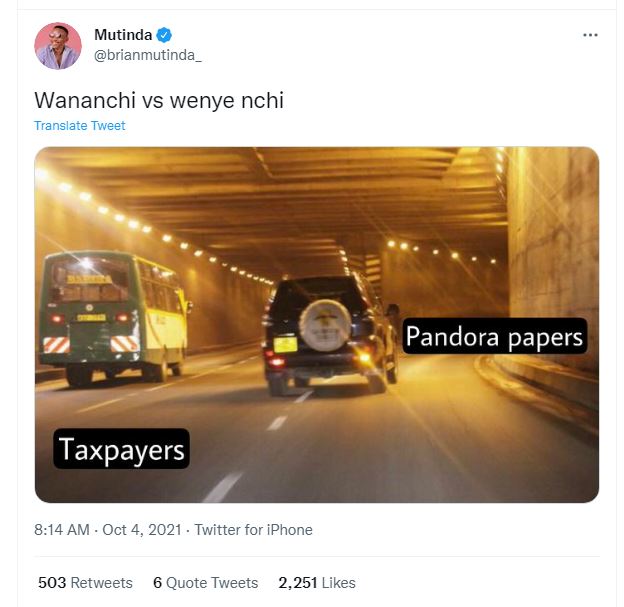 Mutinda
@brianmutinda_
Wananchi vs wenye nchi
Translate Tweet
Pandora papers
Taxpayers
8:14 AM · Oct 4, 2021 · Twitter for iPhone
503 Retweets 6 Quote Tweets 2,251 Likes